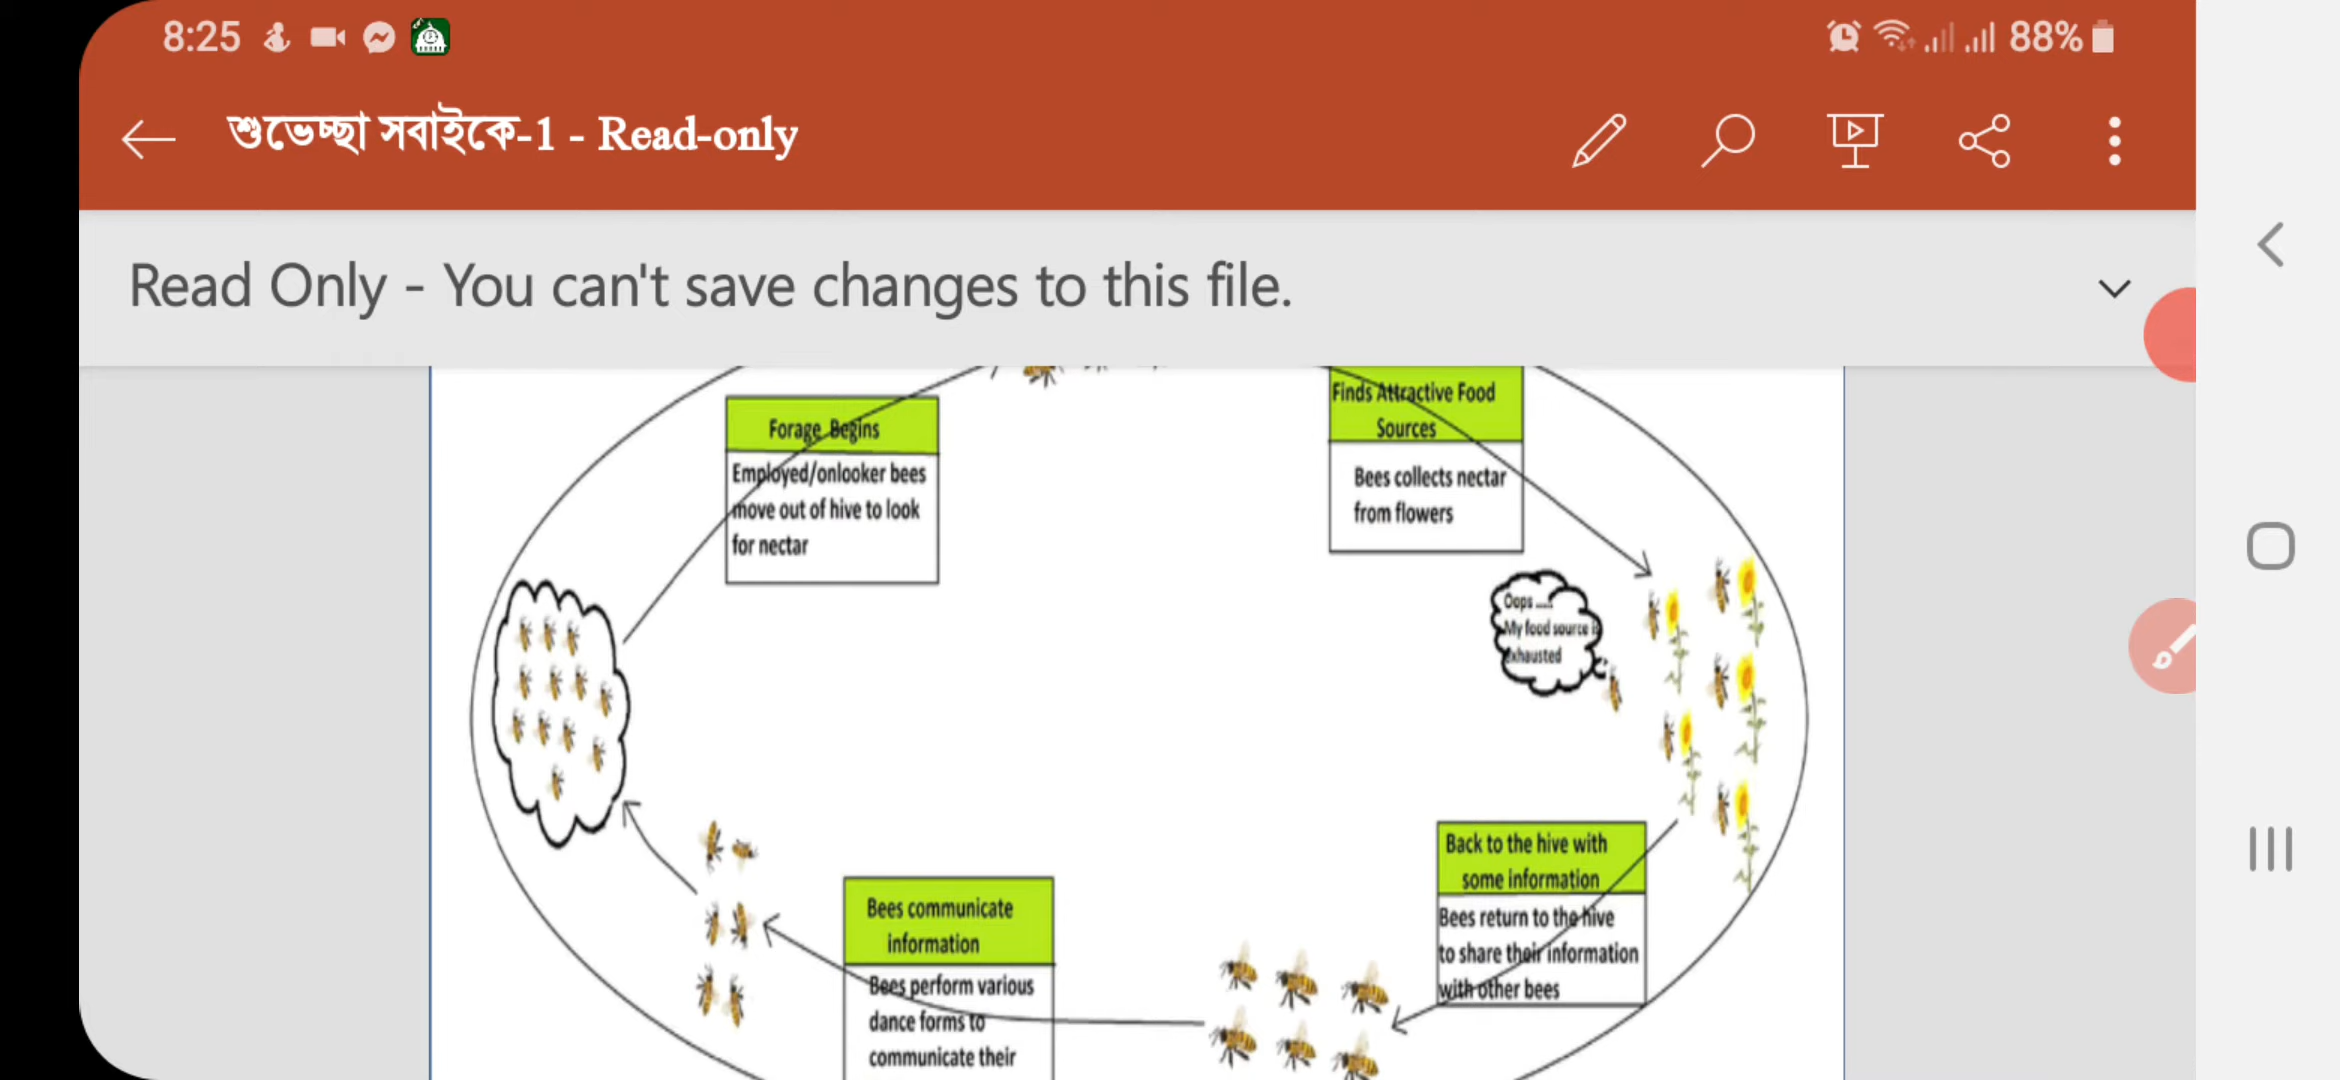 8:25
88%
শুভেচ্ছা সবাইকে-1 - Read-only
Read Only - You can't save changes to this file.
Forage Begins
Employed/onlooker bees
move out of hive to look
for nectar
Finds Attractive Food
Sources
Bees collects nectar
from flowers
Oops ....
My food source is
exhausted
Back to the hive with
some information
Bees return to the hive
to share their information
with other bees
Bees communicate
information
Bees perform various
dance forms to
communicate their